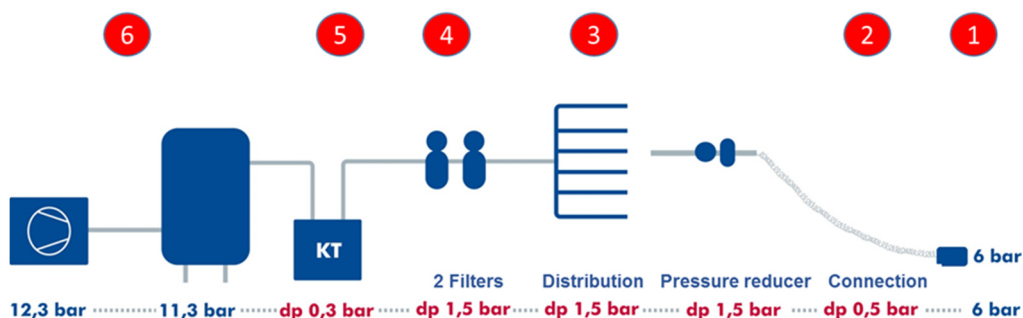 6 5 4 3 2 1
KT
6 bar
2 Filters Distribution Pressure reducer Connection
12,3 bar 11,3 bar dp 0,3 bar dp 1,5 bar dp 1,5 bar dp 1,5 bar dp 0,5 bar 6 bar